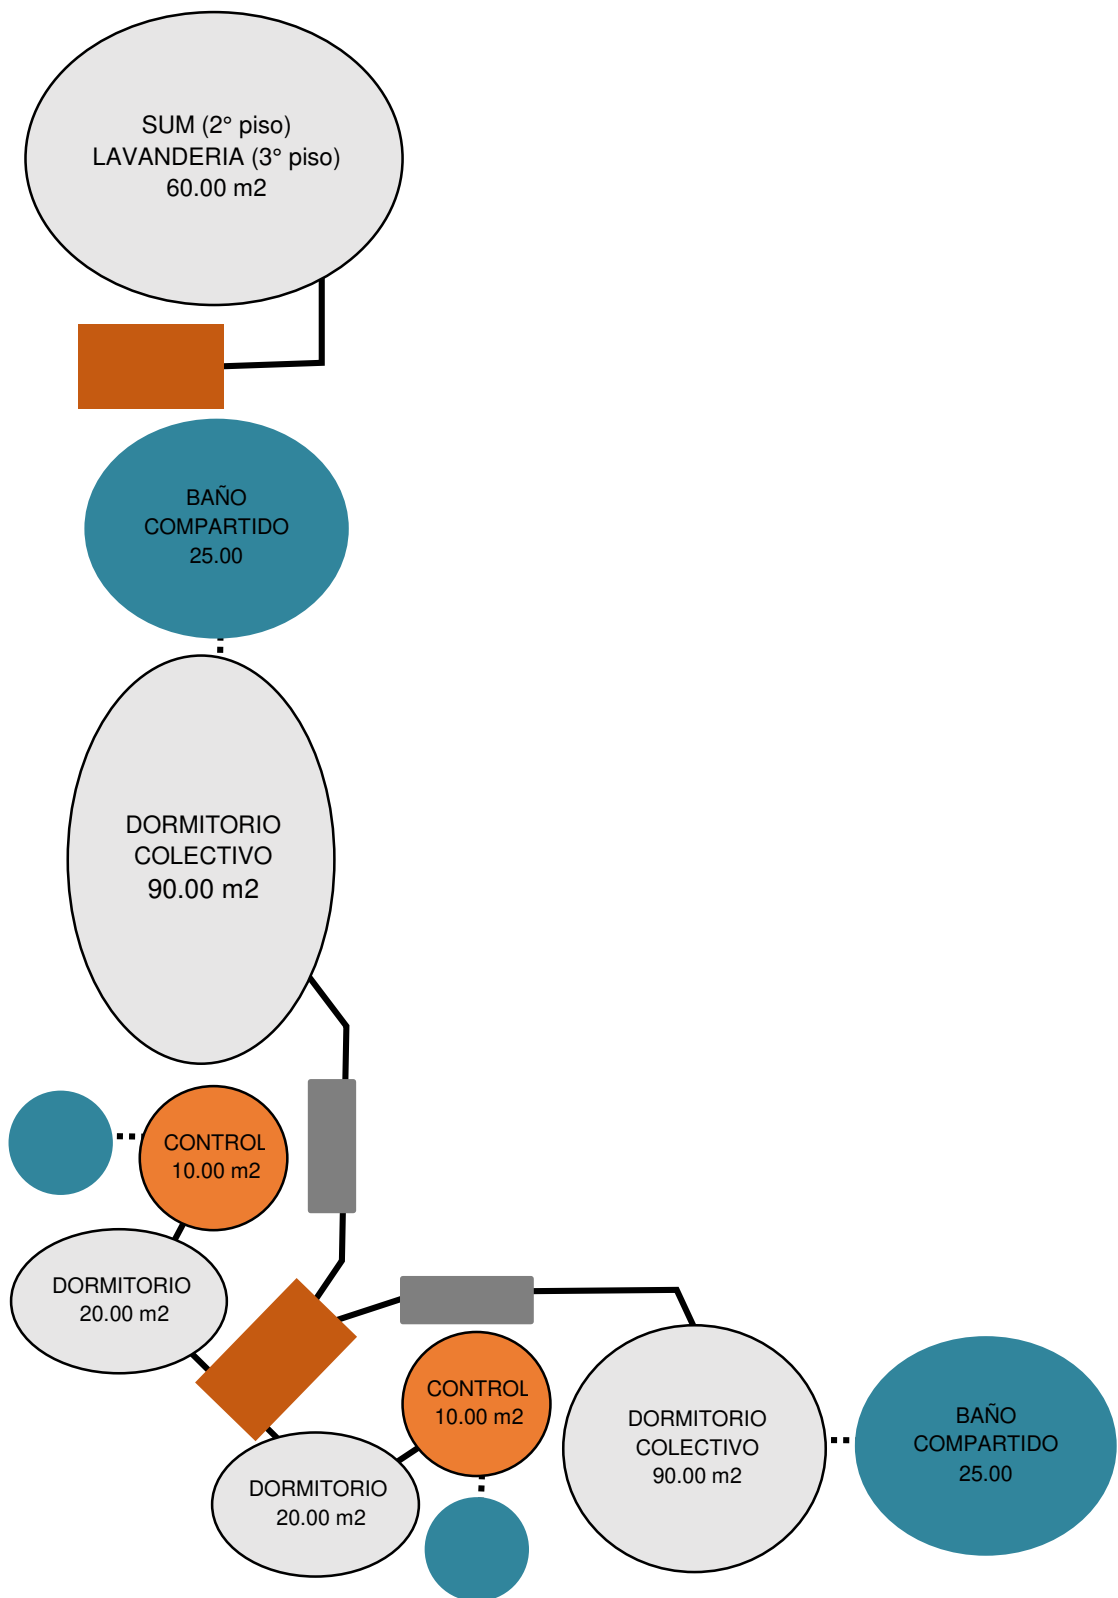 SUM (2° piso)
LAVANDERIA (3° piso)
60.00 m2
BAÑO
COMPARTIDO
25.00
DORMITORIO
COLECTIVO
90.00 m2
CONTROL
10.00 m2
DORMITORIO
20.00 m2
CONTROL
10.00 m2
DORMITORIO
20.00 m2
DORMITORIO
COLECTIVO
90.00 m2
BAÑO
COMPARTIDO
25.00